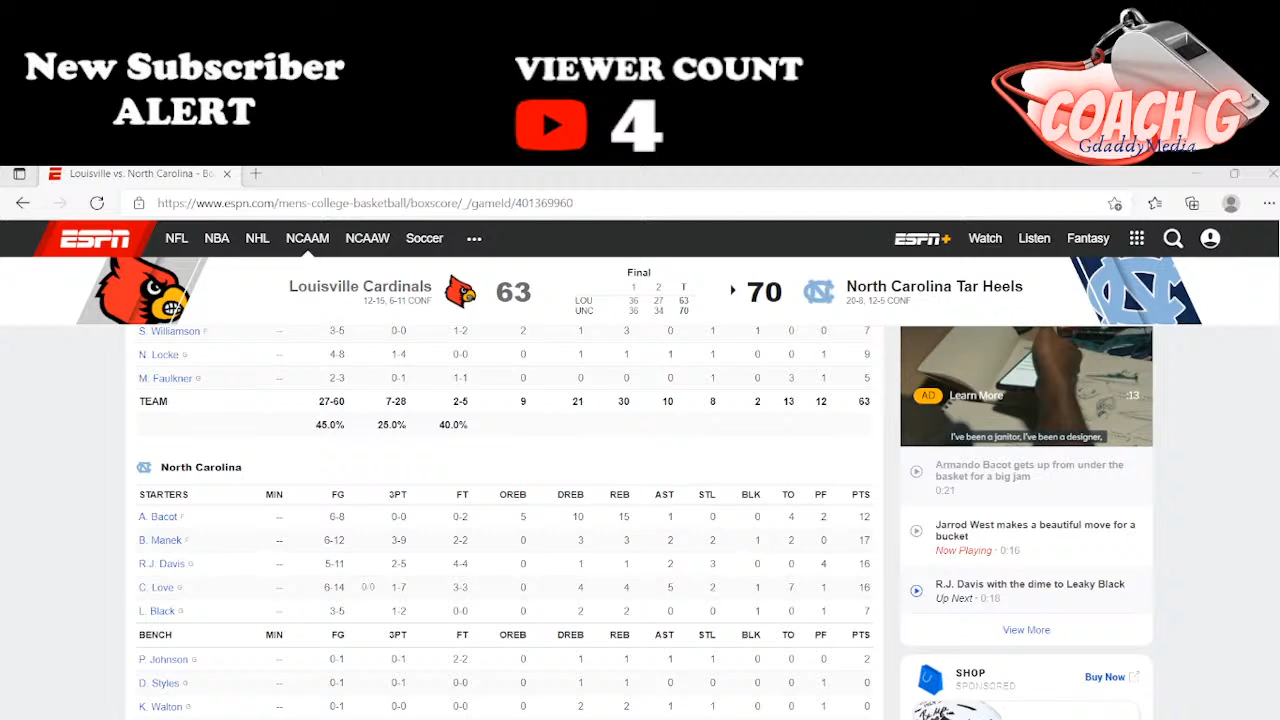 New Subscriber
ALERT
VIEWER COUNT
4
COACH G
GdaddyMedia
Louisville vs. North Carolina - Bo
https://www.espn.com/mens-college-basketball/boxscore/_/gameId/401369960
ESPN NFL NBA NHL NCAAM NCAAW Soccer ... ESPN+ Watch Listen Fantasy
Louisville Cardinals 63
12-15, 6-11 CONF
Final
1 2 T
LOU 36 27 63
UNC 36 34 70
70 North Carolina Tar Heels
20-8, 12-5 CONF
S. Williamson F -- 3-5 0-0 1-2 2 1 3 0 1 1 0 0 7
N. Locke G -- 4-8 1-4 0-0 0 1 1 1 1 0 0 1 9
M. Faulkner G -- 2-3 0-1 1-1 0 0 0 0 1 0 3 1 5
TEAM 27-60 7-28 2-5 9 21 30 10 8 2 13 12 63
45.0% 25.0% 40.0%
North Carolina
STARTERS MIN FG 3PT FT OREB DREB REB AST STL BLK TO PF PTS
A. Bacot F -- 6-8 0-0 0-2 5 10 15 1 0 0 4 2 12
B. Manek F -- 6-12 3-9 2-2 0 3 3 2 2 1 2 0 17
R.J. Davis G -- 5-11 2-5 4-4 0 1 1 2 3 0 0 4 16
C. Love G -- 6-14 0-0 1-7 3-3 0 4 4 5 2 1 7 1 16
L. Black G -- 3-5 1-2 0-0 0 2 2 0 0 1 0 1 7
BENCH MIN FG 3PT FT OREB DREB REB AST STL BLK TO PF PTS
P. Johnson G -- 0-1 0-1 2-2 0 1 1 1 1 0 0 0 2
D. Styles G -- 0-1 0-1 0-0 0 1 1 0 0 0 0 1 0
K. Walton G -- 0-1 0-0 0-0 0 2 2 1 1 0 0 1 0
AD Learn More :13
I've been a janitor, I've been a designer,
Armando Bacot gets up from under the
basket for a big jam
0:21
Jarrod West makes a beautiful move for a
bucket
Now Playing - 0:16
R.J. Davis with the dime to Leaky Black
Up Next - 0:18
View More
SHOP
SPONSORED
Buy Now